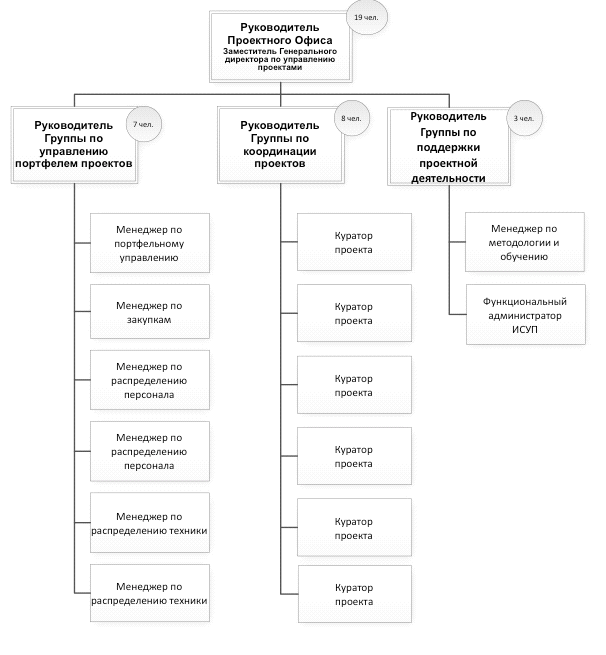 19 чел.
Руководитель
Проектного Офиса
Заместитель Генерального
директора по управлению
проектами
7 чел.
Руководитель
Группы по
управлению
портфелем проектов
8 чел.
Руководитель
Группы по
координации
проектов
3 чел.
Руководитель
Группы по
поддержки
проектной
деятельности
Менеджер по
портфельному
управлению
Менеджер по
закупкам
Менеджер по
распределению
персонала
Менеджер по
распределению
персонала
Менеджер по
распределению техники
Менеджер по
распределению техники
Куратор
проекта
Куратор
проекта
Куратор
проекта
Куратор
проекта
Куратор
проекта
Куратор
проекта
Менеджер по
методологии и
обучению
Функциональный
администратор
ИСУП